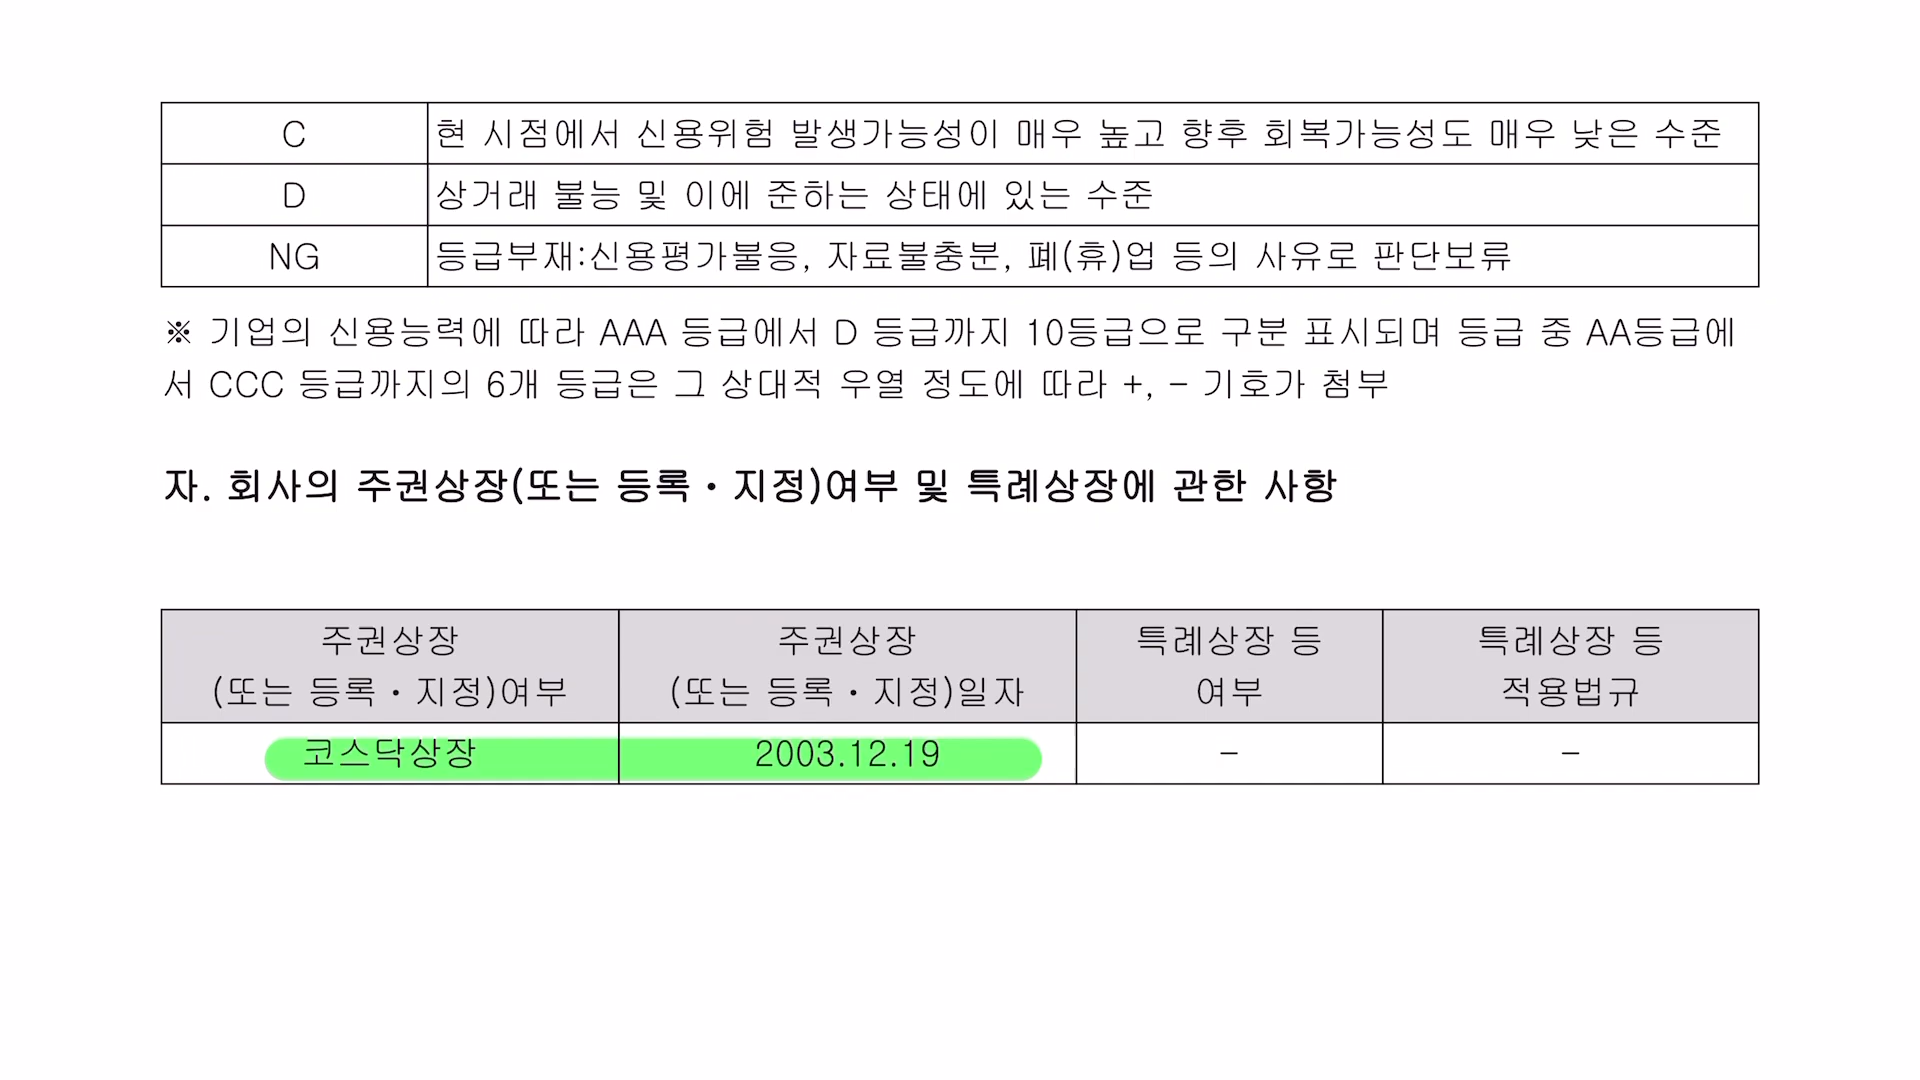 C 현 시점에서 신용위험 발생가능성이 매우 높고 향후 회복가능성도 매우 낮은 수준
D 상거래 불능 및 이에 준하는 상태에 있는 수준
NG 등급부재:신용평가불응, 자료불충분, 폐(휴)업 등의 사유로 판단보류
※ 기업의 신용능력에 따라 AAA 등급에서 D 등급까지 10등급으로 구분 표시되며 등급 중 AA등급에
서 CCC 등급까지의 6개 등급은 그 상대적 우열 정도에 따라 +, - 기호가 첨부
자. 회사의 주권상장(또는 등록ㆍ지정)여부 및 특례상장에 관한 사항
주권상장
(또는 등록ㆍ지정)여부
주권상장
(또는 등록ㆍ지정)일자
특례상장 등
여부
특례상장 등
적용법규
코스닥상장 2003.12.19 - -